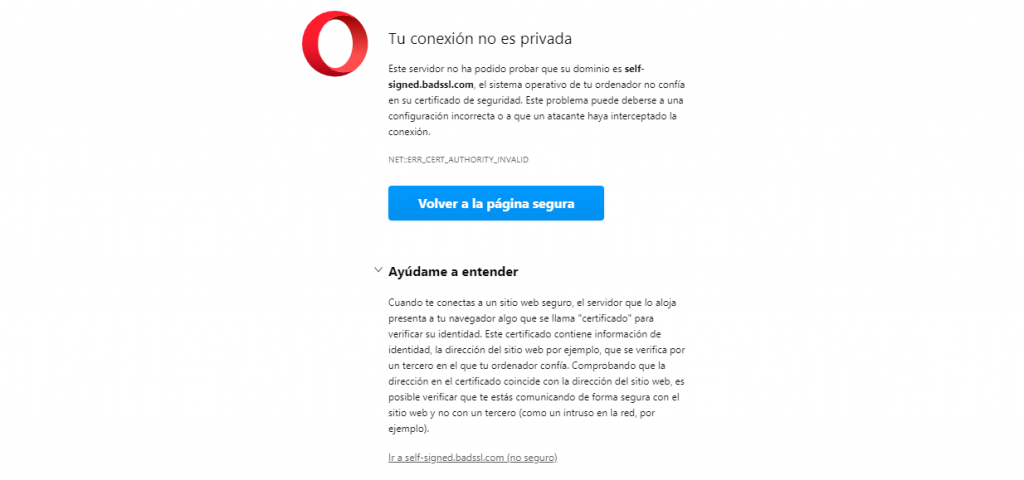 Tu conexión no es privada
Este servidor no ha podido probar que su dominio es self-
signed.badssl.com, el sistema operativo de tu ordenador no confía
en su certificado de seguridad. Este problema puede deberse a una
configuración incorrecta o a que un atacante haya interceptado la
conexión.
NET::ERR_CERT_AUTHORITY_INVALID
Volver a la página segura
Ayúdame a entender
Cuando te conectas a un sitio web seguro, el servidor que lo aloja
presenta a tu navegador algo que se llama "certificado" para
verificar su identidad. Este certificado contiene información de
identidad, la dirección del sitio web por ejemplo, que se verifica por
un tercero en el que tu ordenador confía. Comprobando que la
dirección en el certificado coincide con la dirección del sitio web, es
posible verificar que te estás comunicando de forma segura con el
sitio web y no con un tercero (como un intruso en la red, por
ejemplo).
Ir a self-signed.badssl.com (no seguro)